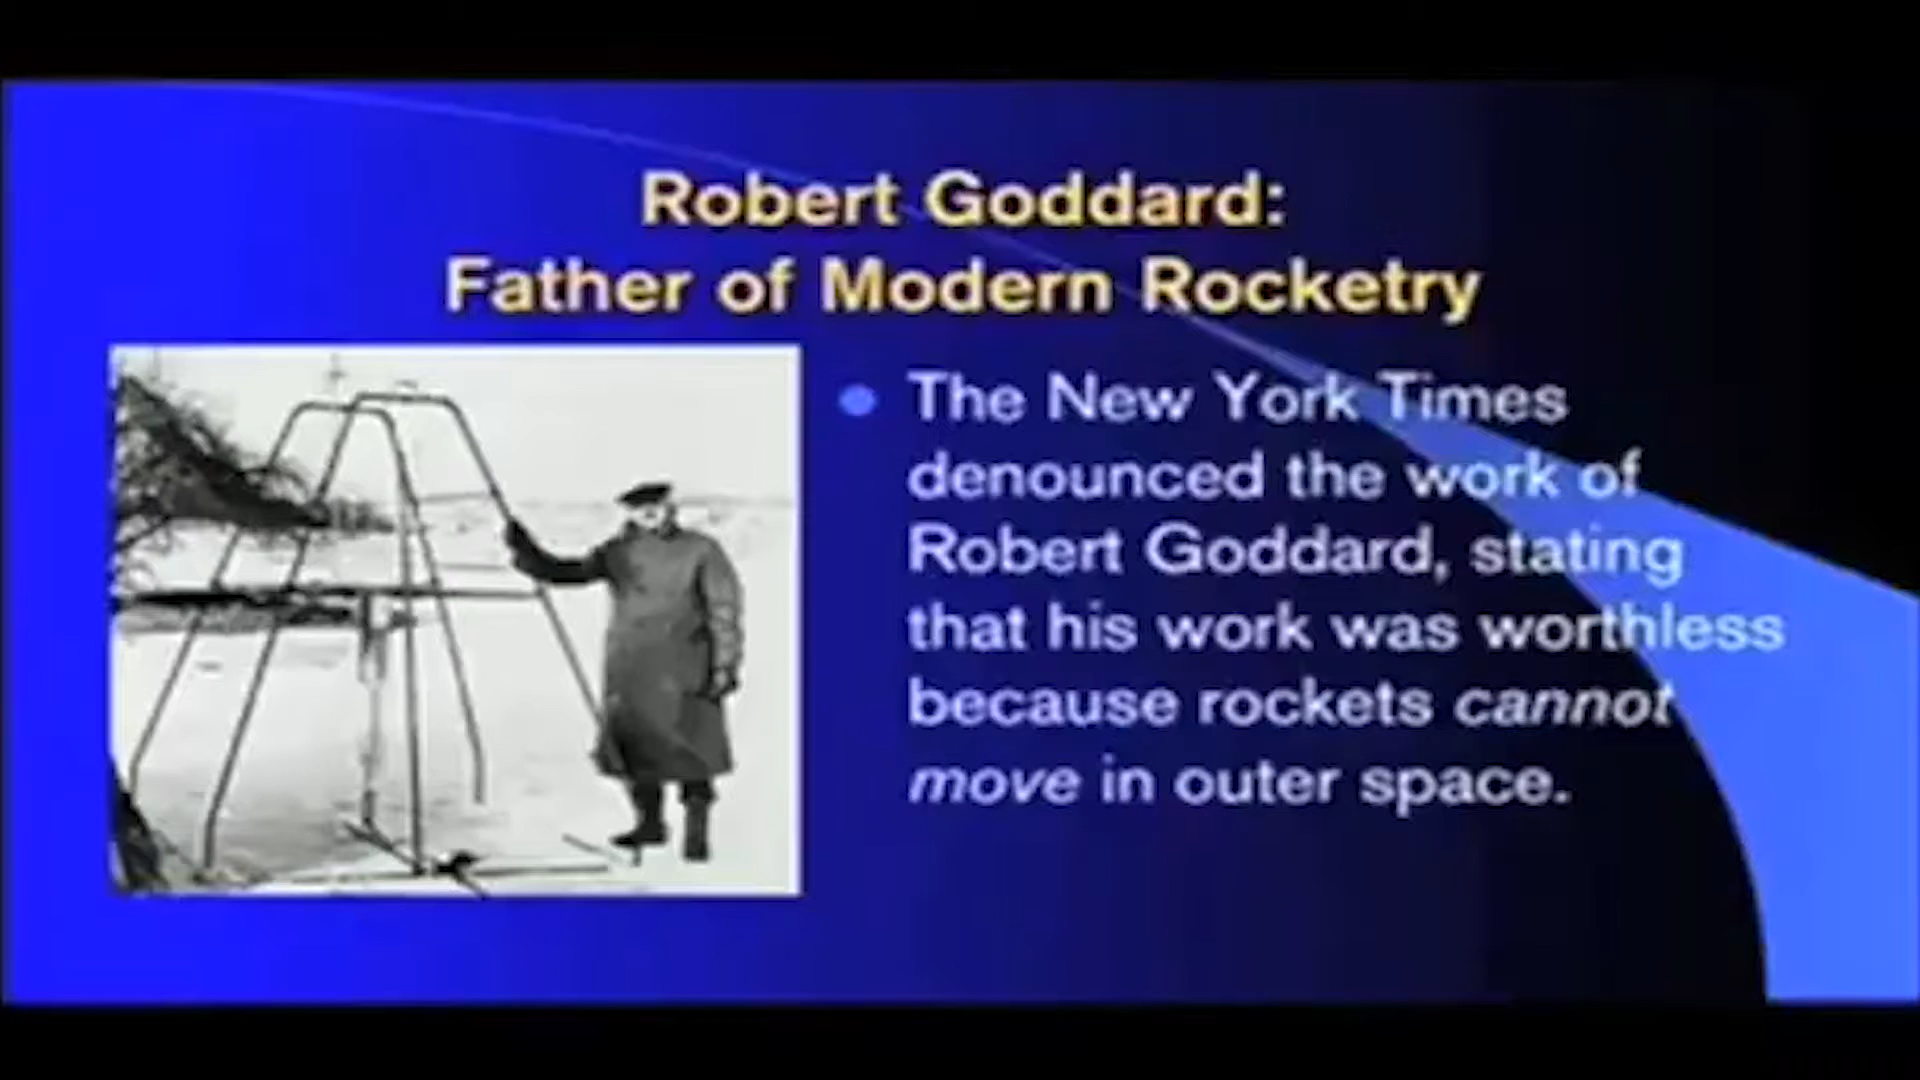 Robert Goddard:
Father of Modern Rocketry
The New York Times
denounced the work of
Robert Goddard, stating
that his work was worthless
because rockets cannot
move in outer space.